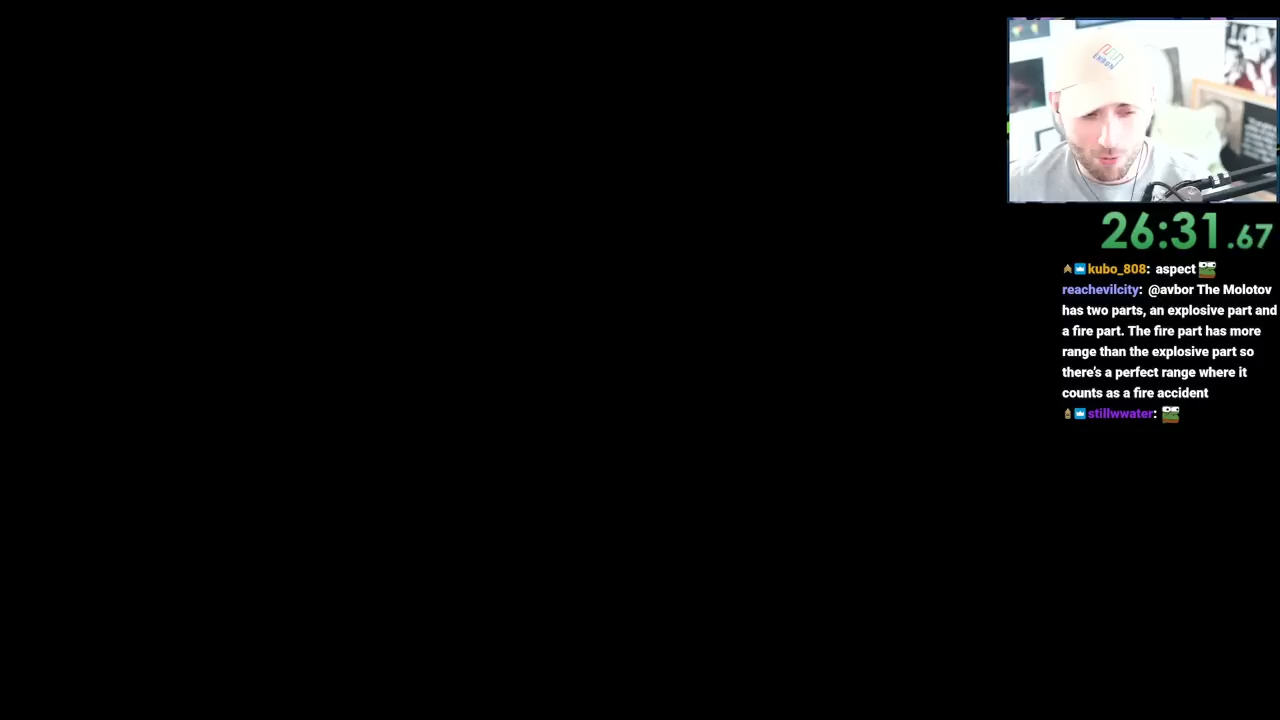 26:31.67
kubo_808: aspect
reachevilcity: @avbor The Molotov
has two parts, an explosive part and
a fire part. The fire part has more
range than the explosive part so
there's a perfect range where it
counts as a fire accident
stillwwater: